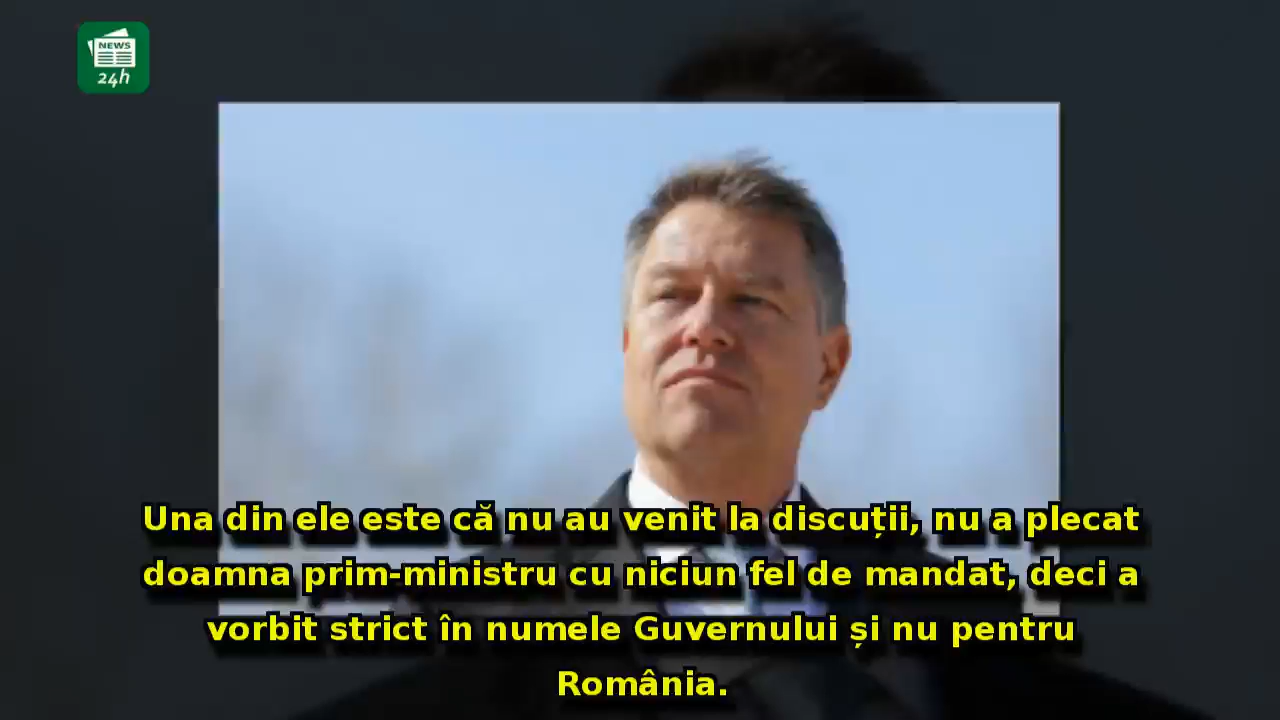 NEWS
24h
Una din ele este că nu au venit la discuții, nu a plecat
doamna prim-ministru cu niciun fel de mandat, deci a
vorbit strict în numele Guvernului și nu pentru
România.